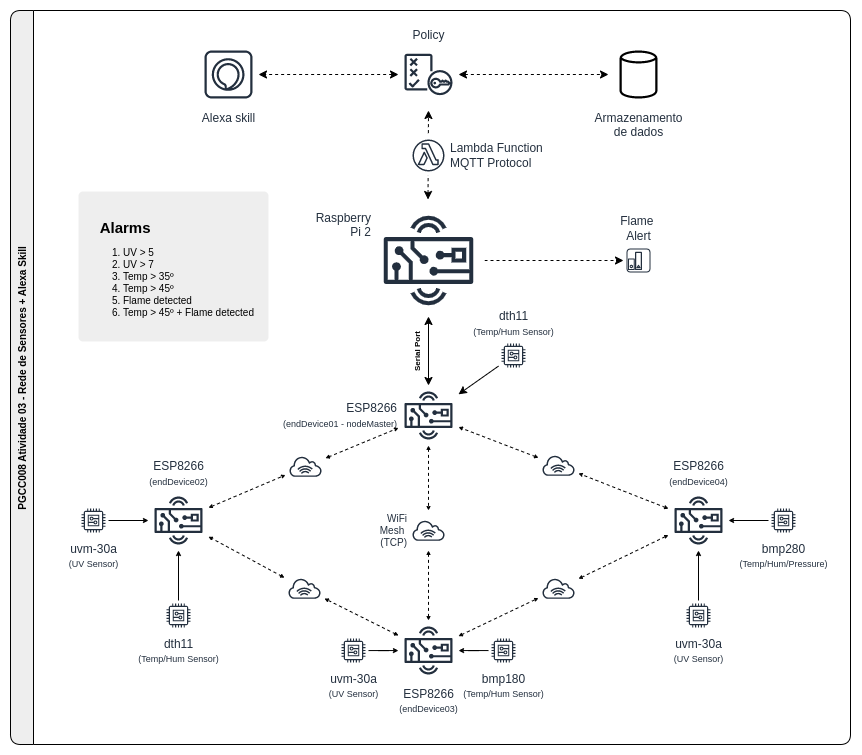 PGCC008 Atividade 03 - Rede de Sensores + Alexa Skill
Policy
Alexa skill
Armazenamento
de dados
Lambda Function
MQTT Protocol
Alarms
1. UV > 5
2. UV > 7
3. Temp > 35º
4. Temp > 45º
5. Flame detected
6. Temp > 45º + Flame detected
Raspberry
Pi 2
Flame
Alert
Serial Port
dth11
(Temp/Hum Sensor)
ESP8266
(endDevice01 - nodeMaster)
ESP8266
(endDevice02)
ESP8266
(endDevice04)
WiFi
Mesh
(TCP)
uvm-30a
(UV Sensor)
bmp280
(Temp/Hum/Pressure)
dth11
(Temp/Hum Sensor)
uvm-30a
(UV Sensor)
uvm-30a
(UV Sensor)
ESP8266
(endDevice03)
bmp180
(Temp/Hum Sensor)